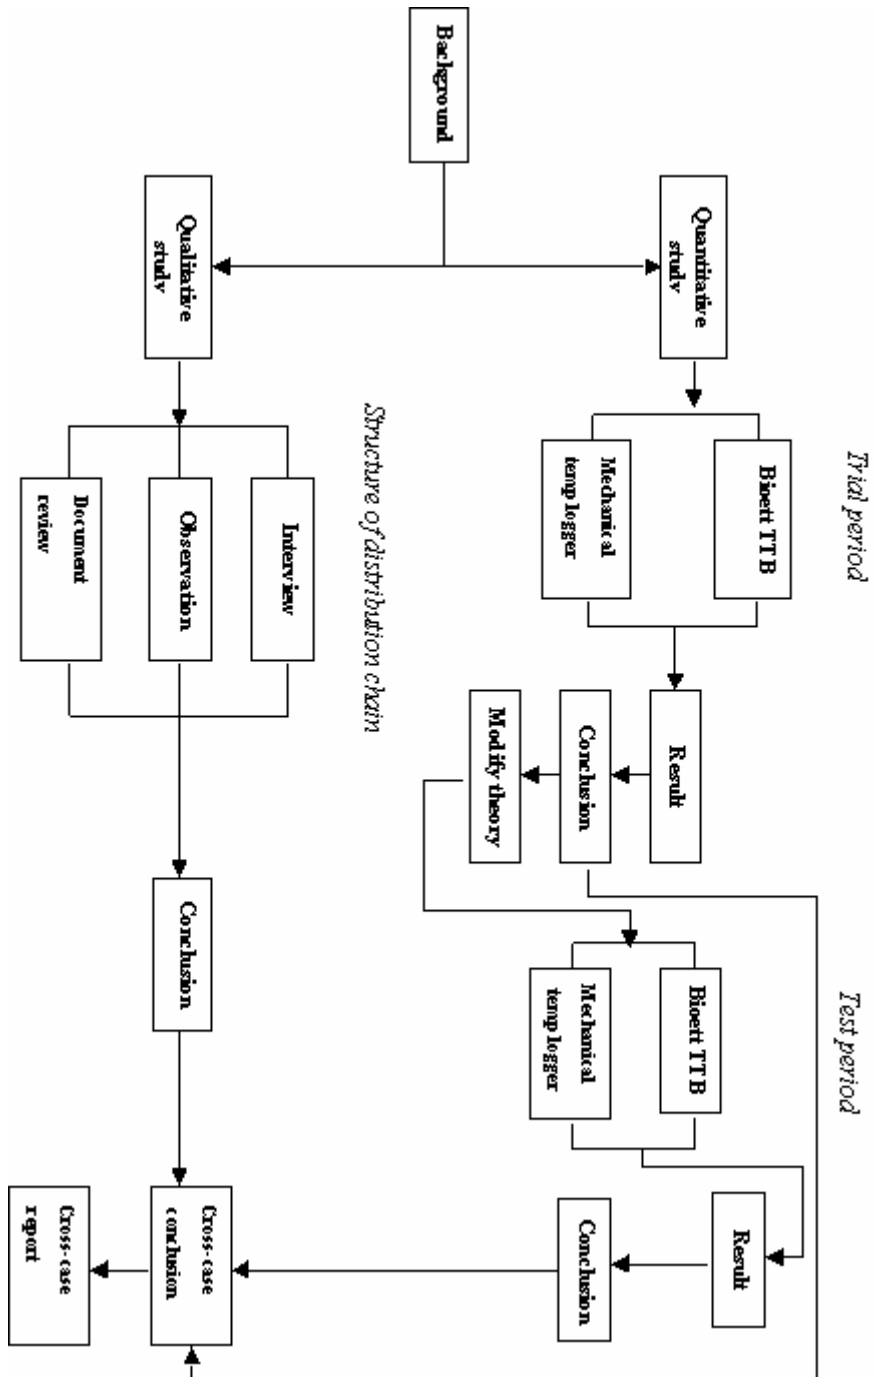 Background
Quantitative
study
Qualitative
study
Trial period
Bioett TTB
Mechanical
temp logger
Structure of distribution chain
Interview
Observation
Document
review
Result
Conclusion
Modify theory
Test period
Bioett TTB
Mechanical
temp logger
Conclusion
Result
Conclusion
Cross-case
conclusion
Cross-case
report